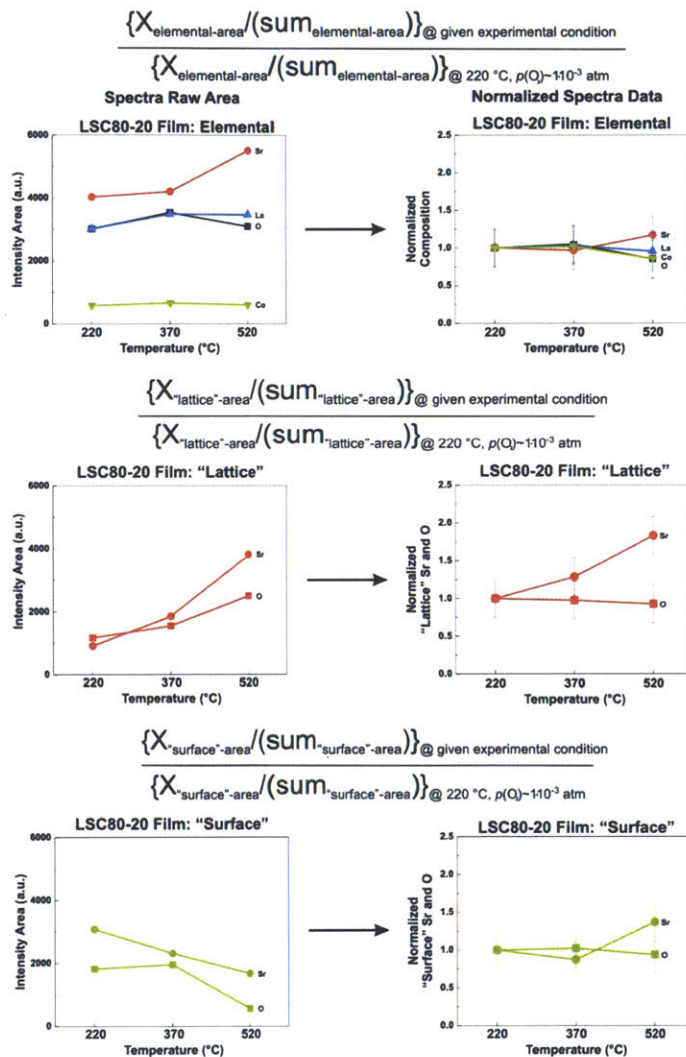 {X elemental-area/(sum elemental-area)}@ given experimental condition
{X elemental-area/(sum elemental-area)}@ 220 °C, p(O₂)~1·10⁻³ atm
Spectra Raw Area
Normalized Spectra Data
LSC80-20 Film: Elemental
6000
4000
2000
0
Intensity Area (a.u.)
Sr
La
O
Co
220 370 520
Temperature (°C)
LSC80-20 Film: Elemental
2.5
2.0
1.5
1.0
0.5
0.0
Normalized
Composition
Sr
La
Co
O
220 370 520
Temperature (°C)
{X "lattice"-area/(sum "lattice"-area)}@ given experimental condition
{X "lattice"-area/(sum "lattice"-area)}@ 220 °C, p(O₂)~1·10⁻³ atm
LSC80-20 Film: "Lattice"
6000
4000
2000
0
Intensity Area (a.u.)
Sr
O
220 370 520
Temperature (°C)
LSC80-20 Film: "Lattice"
2.5
2.0
1.5
1.0
0.5
0.0
Normalized
"Lattice" Sr and O
Sr
O
220 370 520
Temperature (°C)
{X "surface"-area/(sum "surface"-area)}@ given experimental condition
{X "surface"-area/(sum "surface"-area)}@ 220 °C, p(O₂)~1·10⁻³ atm
LSC80-20 Film: "Surface"
6000
4000
2000
0
Intensity Area (a.u.)
Sr
O
220 370 520
Temperature (°C)
LSC80-20 Film: "Surface"
2.5
2.0
1.5
1.0
0.5
0.0
Normalized
"Surface" Sr and O
Sr
O
220 370 520
Temperature (°C)